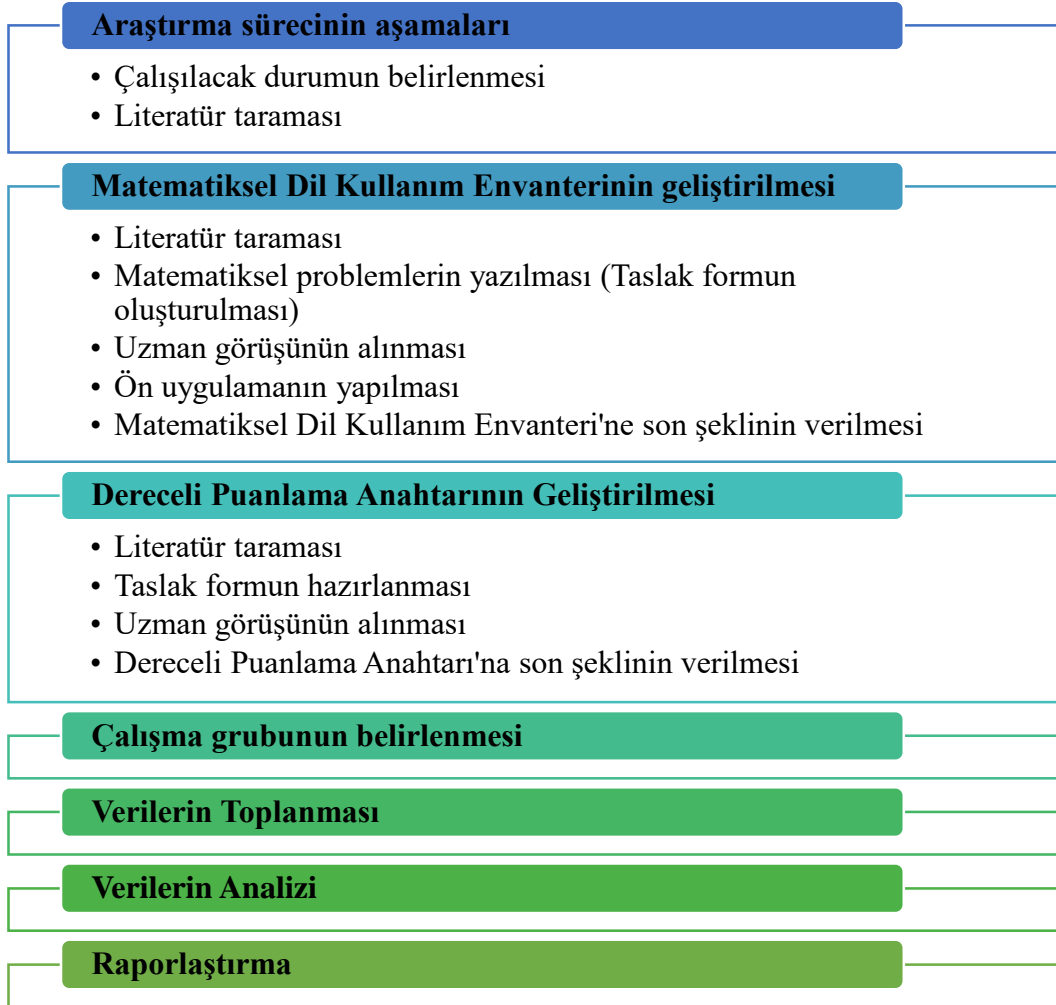 Araştırma sürecinin aşamaları
• Çalışılacak durumun belirlenmesi
• Literatür taraması
Matematiksel Dil Kullanım Envanterinin geliştirilmesi
• Literatür taraması
• Matematiksel problemlerin yazılması (Taslak formun
oluşturulması)
• Uzman görüşünün alınması
• Ön uygulamanın yapılması
• Matematiksel Dil Kullanım Envanteri'ne son şeklinin verilmesi
Dereceli Puanlama Anahtarının Geliştirilmesi
• Literatür taraması
• Taslak formun hazırlanması
• Uzman görüşünün alınması
• Dereceli Puanlama Anahtarı'na son şeklinin verilmesi
Çalışma grubunun belirlenmesi
Verilerin Toplanması
Verilerin Analizi
Raporlaştırma